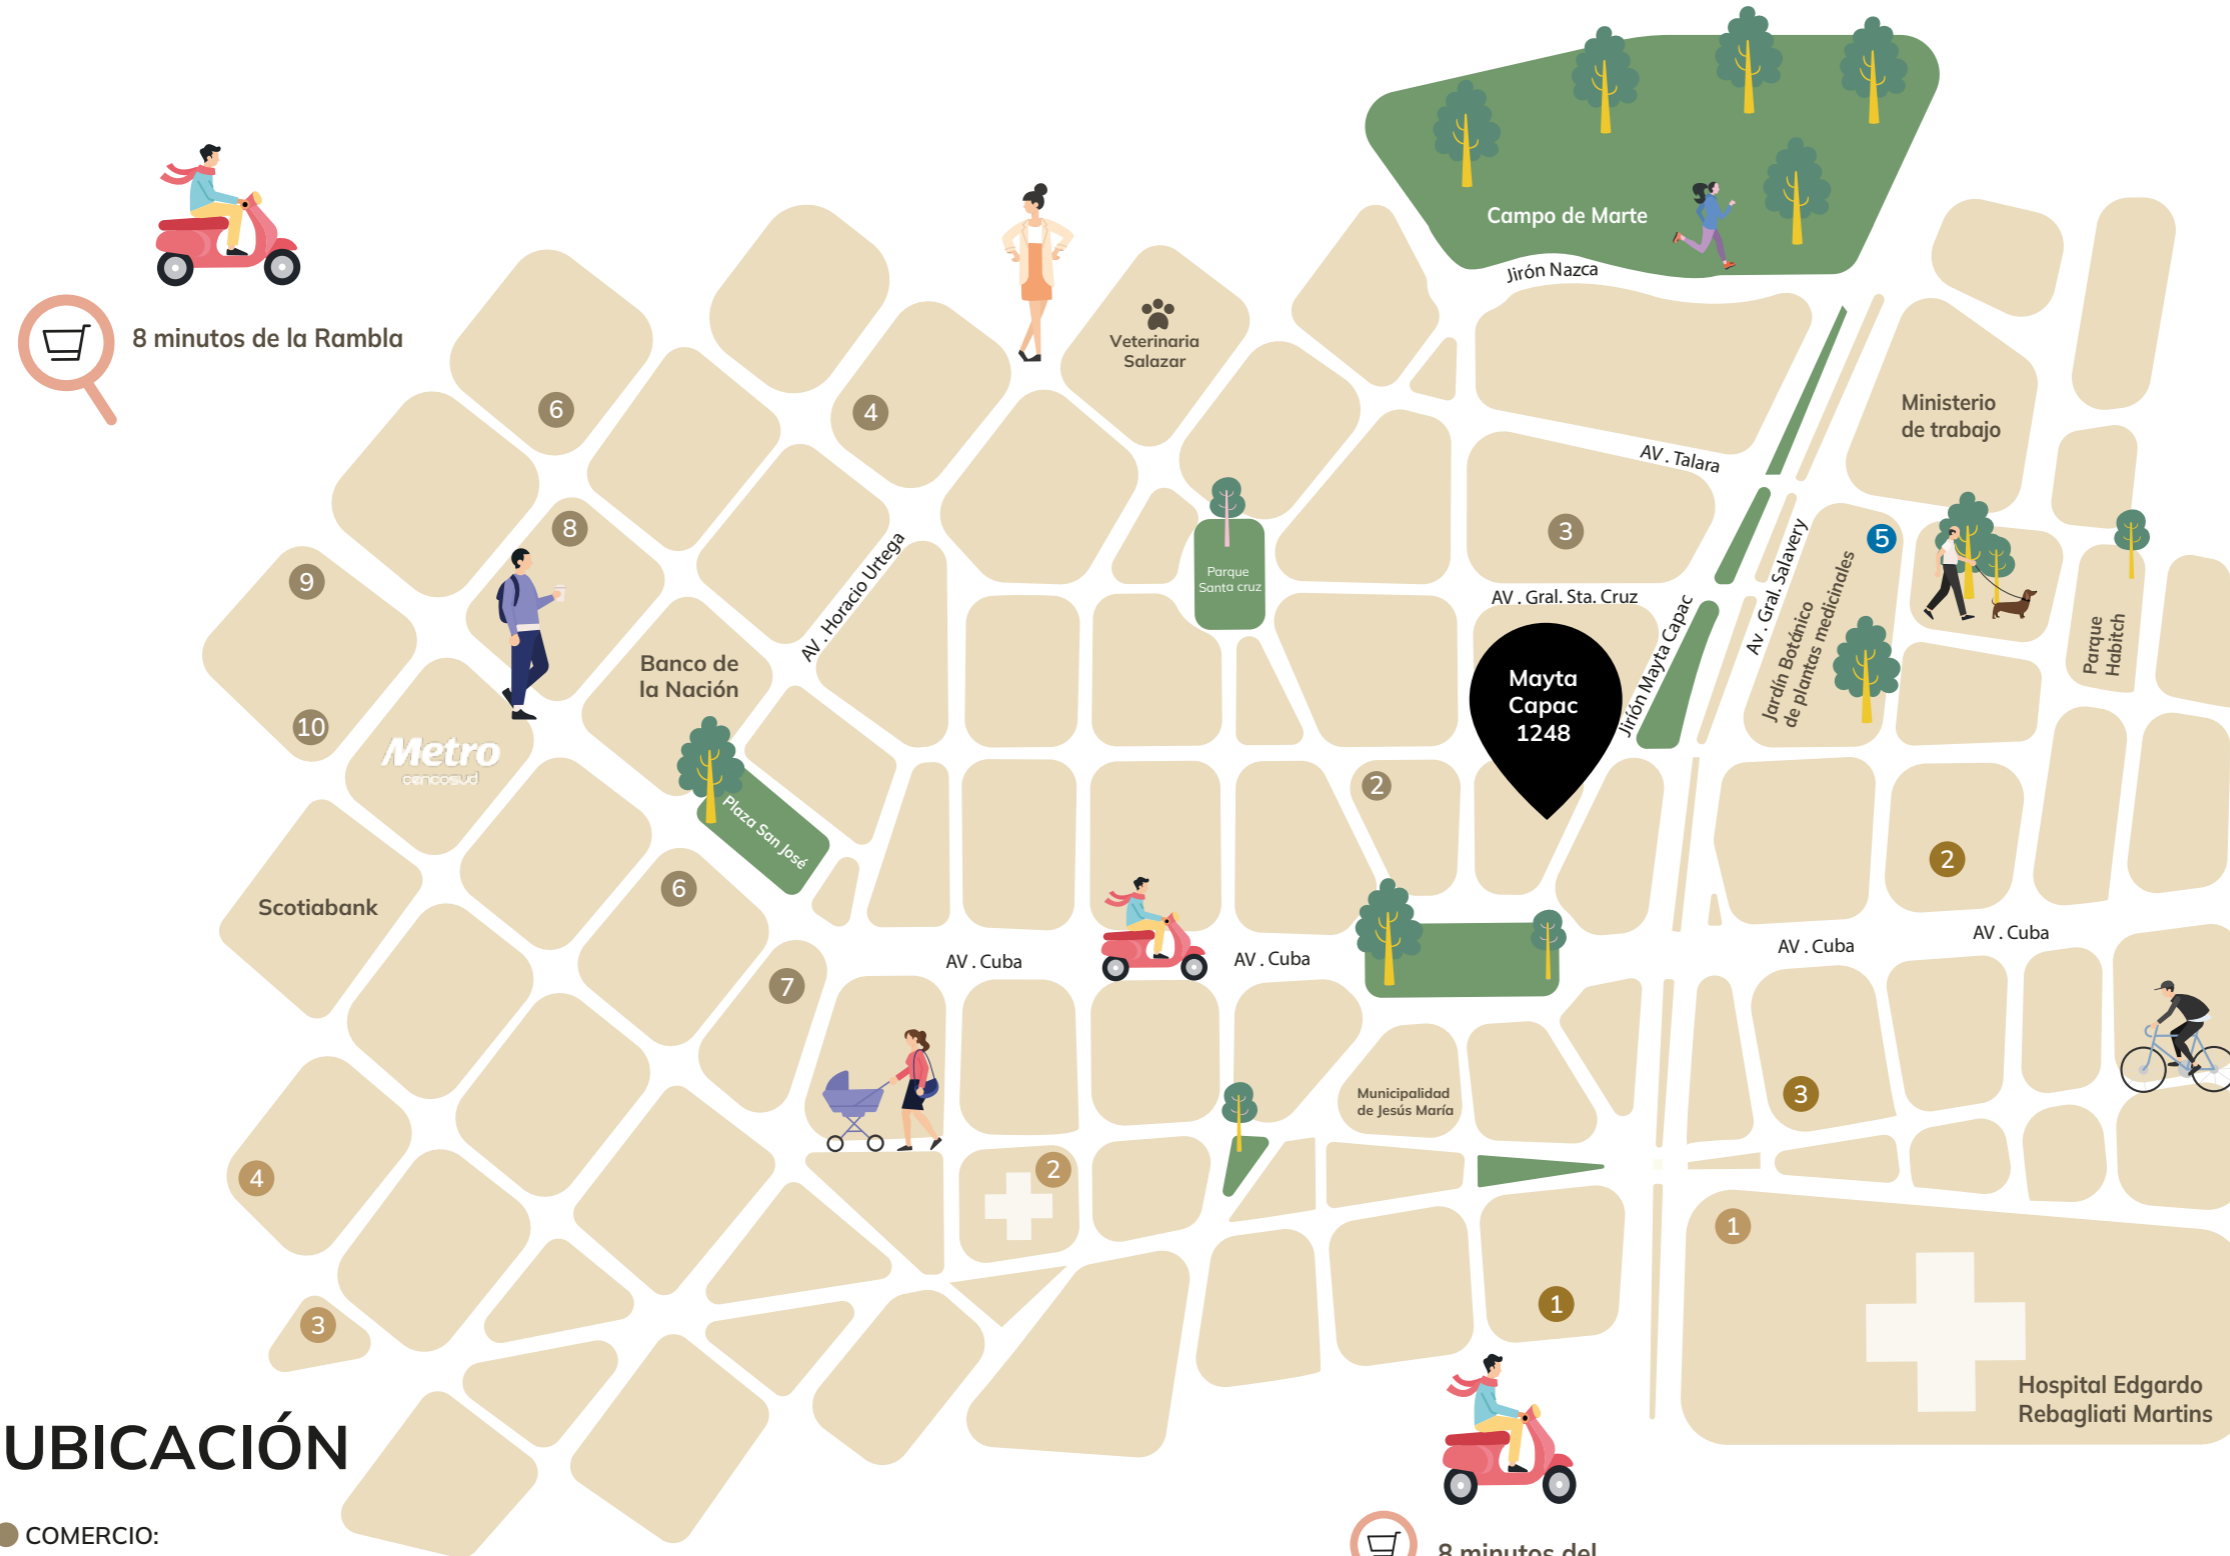 Campo de Marte
Jirón Nazca
8 minutos de la Rambla
Veterinaria
Salazar
6
4
Ministerio
de trabajo
AV . Talara
8
3
5
9
AV . Horacio Urtega
Parque
Santa cruz
AV . Gral. Sta. Cruz
Av . Gral. Salavery
Jardín Botánico
de plantas medicinales
Parque
Habitch
Banco de
la Nación
Mayta
Capac
1248
Jirión Mayta Capac
10
Metro
cencosud
2
Plaza San José
2
6
Scotiabank
AV . Cuba
AV . Cuba
AV . Cuba
AV . Cuba
7
Municipalidad
de Jesús María
3
4
2
1
3
1
Hospital Edgardo
Rebagliati Martins
UBICACIÓN
COMERCIO:
8 minutos del